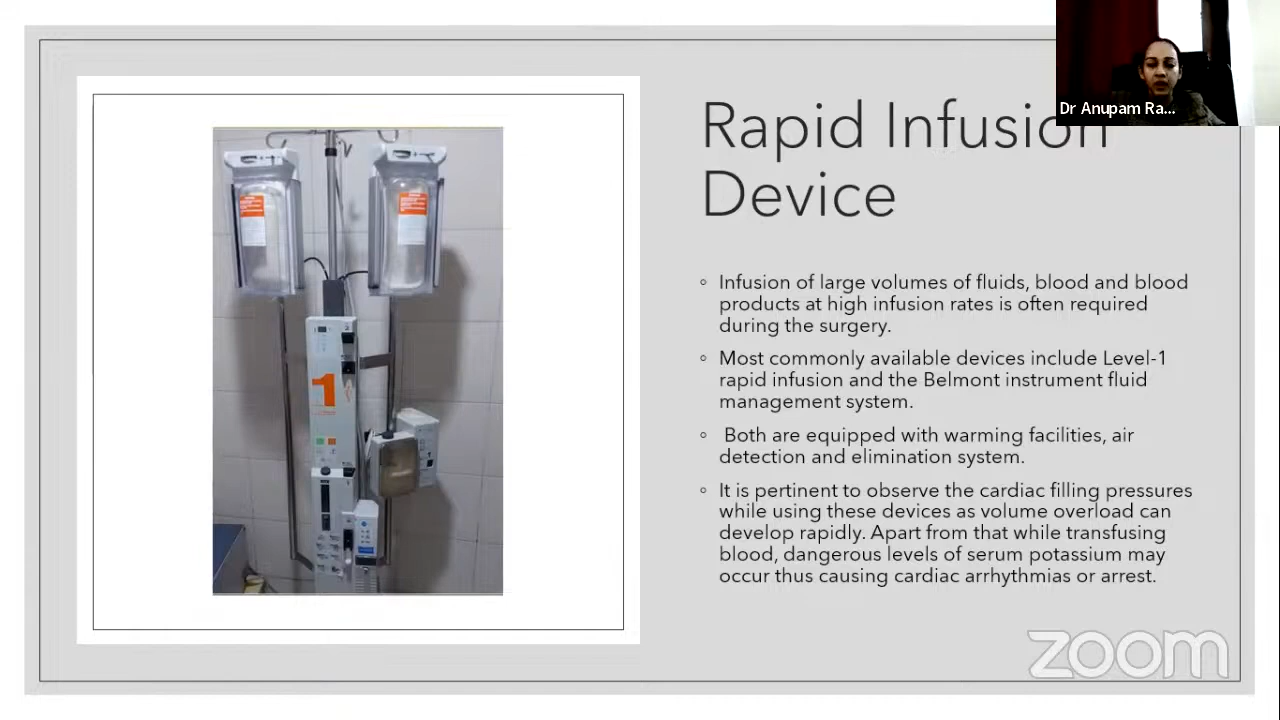 Dr Anupam Ra...
Rapid Infusion
Device
Infusion of large volumes of fluids, blood and blood
products at high infusion rates is often required
during the surgery.
Most commonly available devices include Level-1
rapid infusion and the Belmont instrument fluid
management system.
Both are equipped with warming facilities, air
detection and elimination system.
It is pertinent to observe the cardiac filling pressures
while using these devices as volume overload can
develop rapidly. Apart from that while transfusing
blood, dangerous levels of serum potassium may
occur thus causing cardiac arrhythmias or arrest.
1
zoom